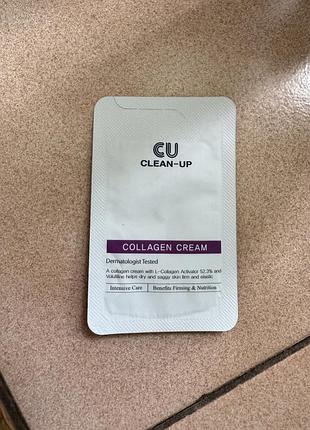 CU
CLEAN-UP
COLLAGEN CREAM
Dermatologist Tested
A collagen cream with L-Collagen Activator 52.3% and
Volufiline helps dry and saggy skin firm and elastic
Intensive Care | Benefits Firming & Nutrition